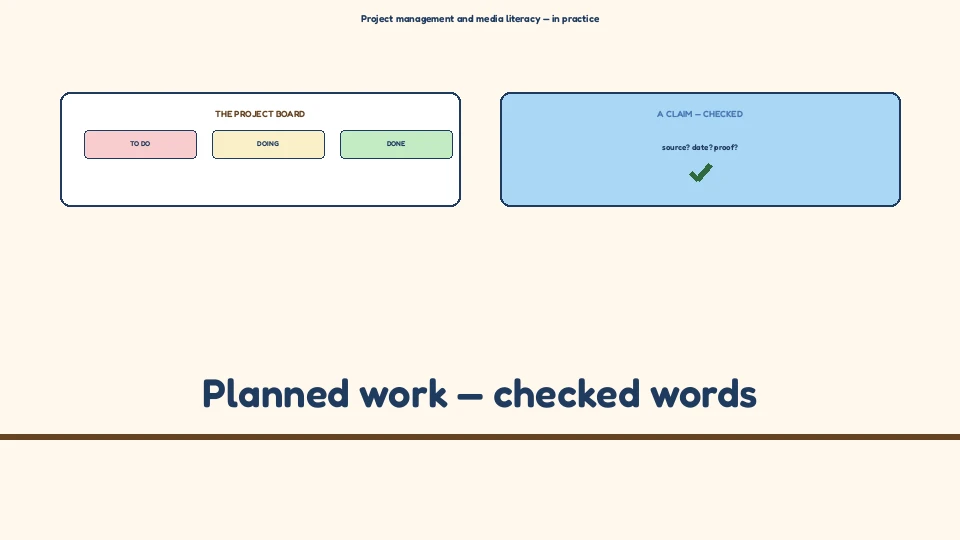 Project management and media literacy — in practice
THE PROJECT BOARD
TO DO
DOING
DONE
A CLAIM — CHECKED
source? date? proof?
Planned work — checked words